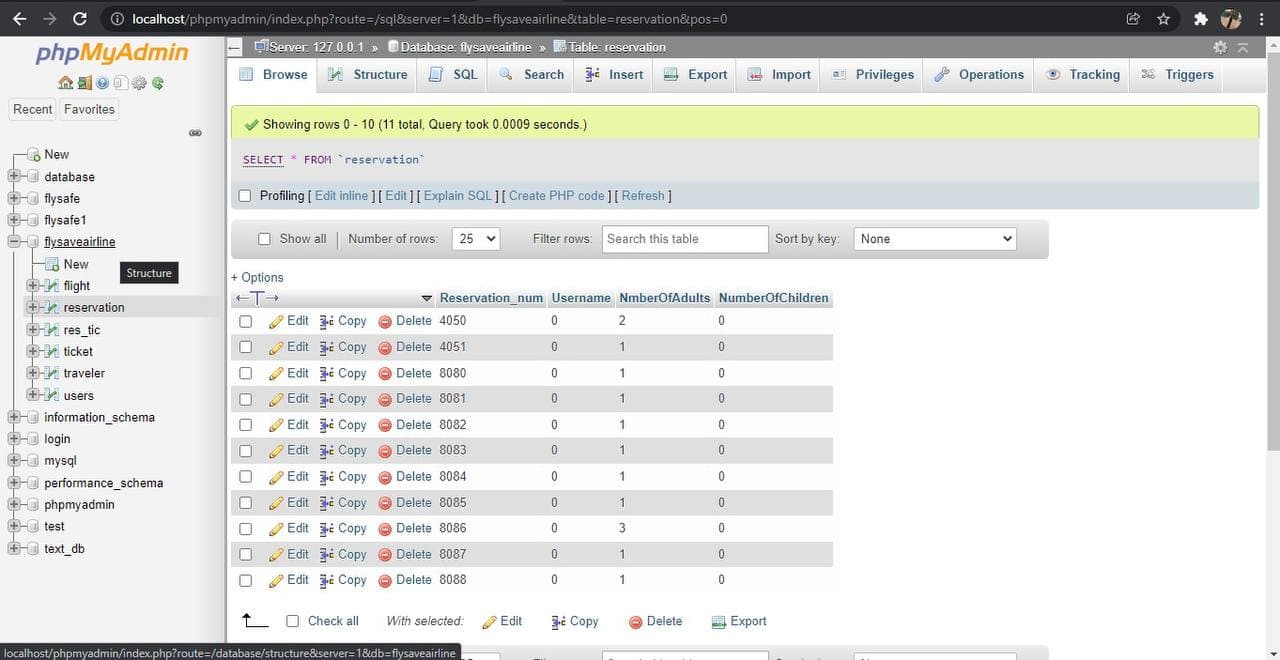 localhost/phpmyadmin/index.php?route=/sql&server=1&db=flysaveairline&table=reservation&pos=0
phpMyAdmin
Recent Favorites
New
database
flysafe
flysafe1
flysaveairline
New
Structure
flight
reservation
res_tic
ticket
traveler
users
information_schema
login
mysql
performance_schema
phpmyadmin
test
text_db
Server: 127.0.0.1 » Database: flysaveairline » Table: reservation
Browse Structure SQL Search Insert Export Import Privileges Operations Tracking Triggers
Showing rows 0 - 10 (11 total, Query took 0.0009 seconds.)
SELECT * FROM `reservation`
Profiling [ Edit inline ] [ Edit ] [ Explain SQL ] [ Create PHP code ] [ Refresh ]
Show all Number of rows: 25 Filter rows: Search this table Sort by key: None
+ Options
←T→ Reservation_num Username NmberOfAdults NumberOfChildren
Edit Copy Delete 4050 0 2 0
Edit Copy Delete 4051 0 1 0
Edit Copy Delete 8080 0 1 0
Edit Copy Delete 8081 0 1 0
Edit Copy Delete 8082 0 1 0
Edit Copy Delete 8083 0 1 0
Edit Copy Delete 8084 0 1 0
Edit Copy Delete 8085 0 1 0
Edit Copy Delete 8086 0 3 0
Edit Copy Delete 8087 0 1 0
Edit Copy Delete 8088 0 1 0
Check all With selected: Edit Copy Delete Export
localhost/phpmyadmin/index.php?route=/database/structure&server=1&db=flysaveairline